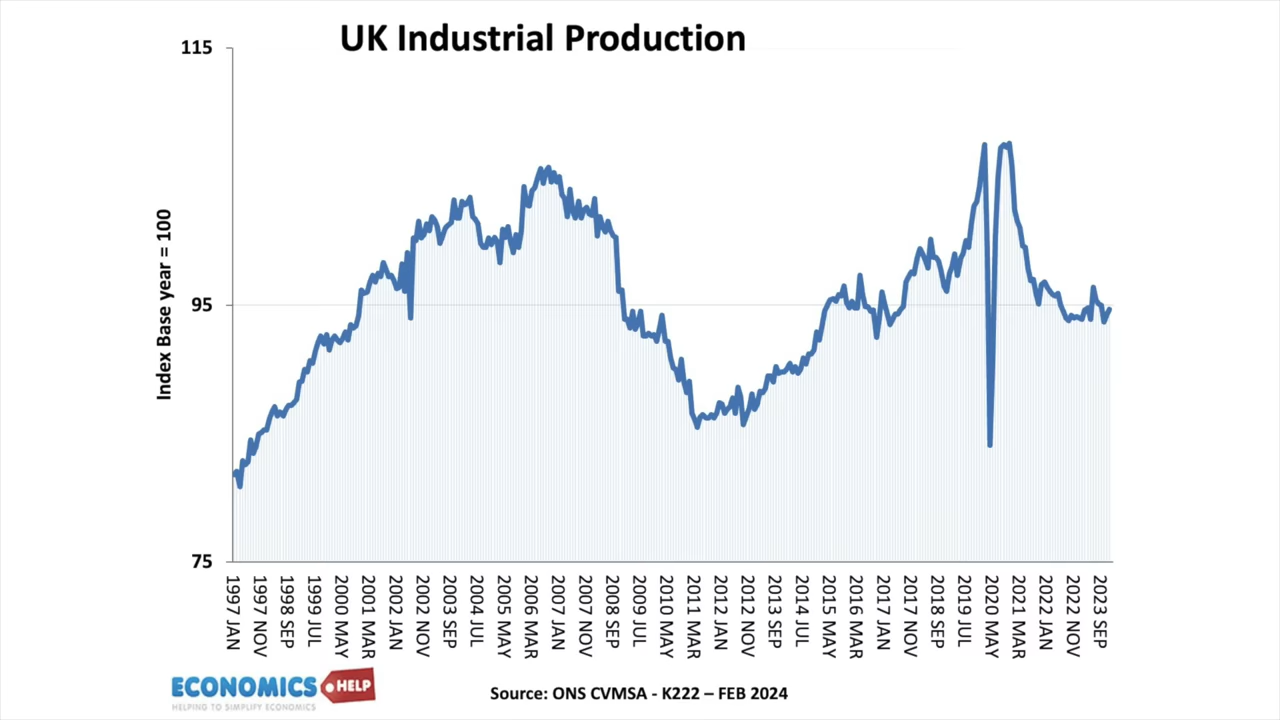 UK Industrial Production
115
95
75
Index Base year = 100
1997 JAN
1997 NOV
1998 SEP
1999 JUL
2000 MAY
2001 MAR
2002 JAN
2002 NOV
2003 SEP
2004 JUL
2005 MAY
2006 MAR
2007 JAN
2007 NOV
2008 SEP
2009 JUL
2010 MAY
2011 MAR
2012 JAN
2012 NOV
2013 SEP
2014 JUL
2015 MAY
2016 MAR
2017 JAN
2017 NOV
2018 SEP
2019 JUL
2020 MAY
2021 MAR
2022 JAN
2022 NOV
2023 SEP
ECONOMICS HELP
HELPING TO SIMPLIFY ECONOMICS
Source: ONS CVMSA - K222 – FEB 2024